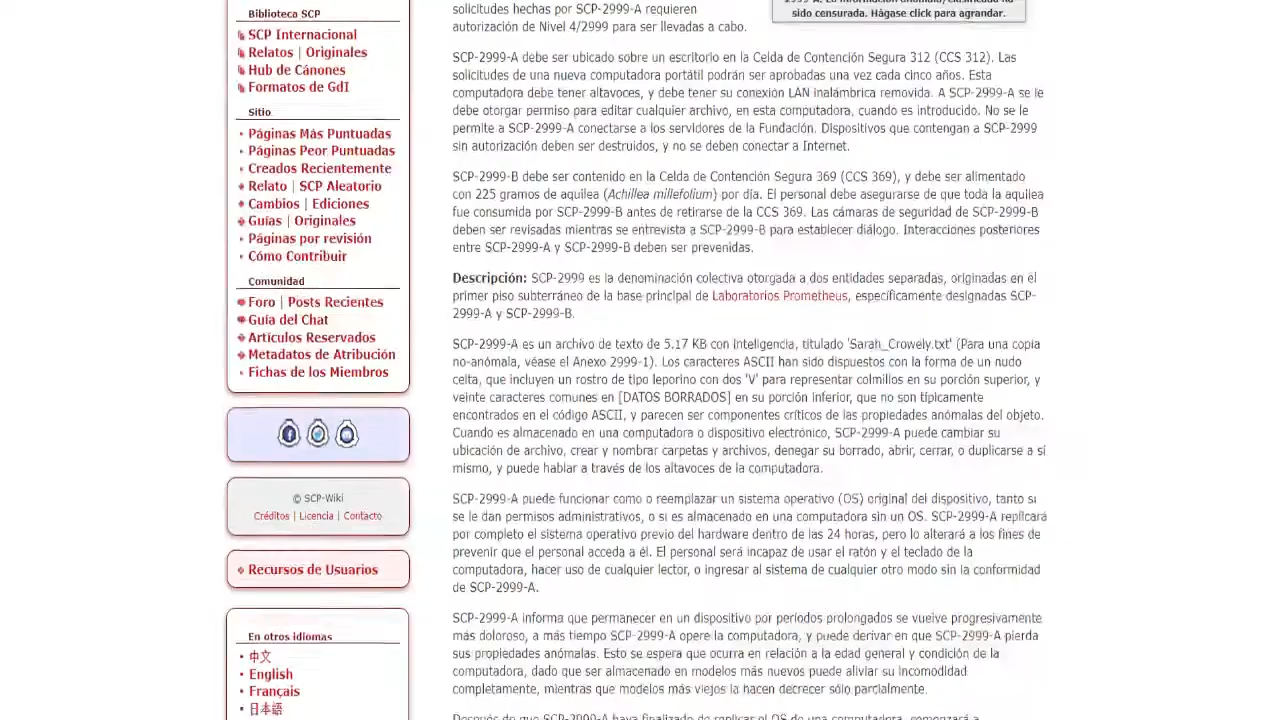 Biblioteca SCP
SCP Internacional
Relatos | Originales
Hub de Cánones
Formatos de GdI
Sitio
Páginas Más Puntuadas
Páginas Peor Puntuadas
Creados Recientemente
Relato | SCP Aleatorio
Cambios | Ediciones
Guías | Originales
Páginas por revisión
Cómo Contribuir
Comunidad
Foro | Posts Recientes
Guía del Chat
Artículos Reservados
Metadatos de Atribución
Fichas de los Miembros
© SCP-Wiki
Créditos | Licencia | Contacto
Recursos de Usuarios
En otros idiomas
中文
English
Français
日本語
solicitudes hechas por SCP-2999-A requieren
autorización de Nivel 4/2999 para ser llevadas a cabo.
sido censurada. Hágase click para agrandar.
SCP-2999-A debe ser ubicado sobre un escritorio en la Celda de Contención Segura 312 (CCS 312). Las
solicitudes de una nueva computadora portátil podrán ser aprobadas una vez cada cinco años. Esta
computadora debe tener altavoces, y debe tener su conexión LAN inalámbrica removida. A SCP-2999-A se le
debe otorgar permiso para editar cualquier archivo, en esta computadora, cuando es introducido. No se le
permite a SCP-2999-A conectarse a los servidores de la Fundación. Dispositivos que contengan a SCP-2999
sin autorización deben ser destruidos, y no se deben conectar a Internet.
SCP-2999-B debe ser contenido en la Celda de Contención Segura 369 (CCS 369), y debe ser alimentado
con 225 gramos de aquilea (Achillea millefolium) por día. El personal debe asegurarse de que toda la aquilea
fue consumida por SCP-2999-B antes de retirarse de la CCS 369. Las cámaras de seguridad de SCP-2999-B
deben ser revisadas mientras se entrevista a SCP-2999-B para establecer diálogo. Interacciones posteriores
entre SCP-2999-A y SCP-2999-B deben ser prevenidas.
Descripción: SCP-2999 es la denominación colectiva otorgada a dos entidades separadas, originadas en el
primer piso subterráneo de la base principal de Laboratorios Prometheus, específicamente designadas SCP-
2999-A y SCP-2999-B.
SCP-2999-A es un archivo de texto de 5.17 KB con inteligencia, titulado 'Sarah_Crowely.txt' (Para una copia
no-anómala, véase el Anexo 2999-1). Los caracteres ASCII han sido dispuestos con la forma de un nudo
celta, que incluyen un rostro de tipo leporino con dos 'V' para representar colmillos en su porción superior, y
veinte caracteres comunes en [DATOS BORRADOS] en su porción inferior, que no son típicamente
encontrados en el código ASCII, y parecen ser componentes críticos de las propiedades anómalas del objeto.
Cuando es almacenado en una computadora o dispositivo electrónico, SCP-2999-A puede cambiar su
ubicación de archivo, crear y nombrar carpetas y archivos, denegar su borrado, abrir, cerrar, o duplicarse a sí
mismo, y puede hablar a través de los altavoces de la computadora.
SCP-2999-A puede funcionar como o reemplazar un sistema operativo (OS) original del dispositivo, tanto si
se le dan permisos administrativos, o si es almacenado en una computadora sin un OS. SCP-2999-A replicará
por completo el sistema operativo previo del hardware dentro de las 24 horas, pero lo alterará a los fines de
prevenir que el personal acceda a él. El personal será incapaz de usar el ratón y el teclado de la
computadora, hacer uso de cualquier lector, o ingresar al sistema de cualquier otro modo sin la conformidad
de SCP-2999-A.
SCP-2999-A informa que permanecer en un dispositivo por períodos prolongados se vuelve progresivamente
más doloroso, a más tiempo SCP-2999-A opere la computadora, y puede derivar en que SCP-2999-A pierda
sus propiedades anómalas. Esto se espera que ocurra en relación a la edad general y condición de la
computadora, dado que ser almacenado en modelos más nuevos puede aliviar su incomodidad
completamente, mientras que modelos más viejos la hacen decrecer sólo parcialmente.
Después de que SCP-2999-A haya finalizado de replicar el OS de una computadora, comenzará a